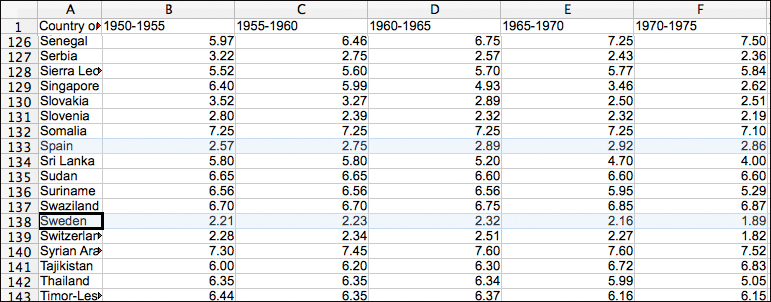 A B C D E F
1 Country o 1950-1955 1955-1960 1960-1965 1965-1970 1970-1975
126 Senegal 5.97 6.46 6.75 7.25 7.50
127 Serbia 3.22 2.75 2.57 2.43 2.36
128 Sierra Leo 5.52 5.60 5.70 5.77 5.84
129 Singapore 6.40 5.99 4.93 3.46 2.62
130 Slovakia 3.52 3.27 2.89 2.50 2.51
131 Slovenia 2.80 2.39 2.32 2.32 2.19
132 Somalia 7.25 7.25 7.25 7.25 7.10
133 Spain 2.57 2.75 2.89 2.92 2.86
134 Sri Lanka 5.80 5.80 5.20 4.70 4.00
135 Sudan 6.65 6.65 6.60 6.60 6.60
136 Suriname 6.56 6.56 6.56 5.95 5.29
137 Swaziland 6.70 6.70 6.75 6.85 6.87
138 Sweden 2.21 2.23 2.32 2.16 1.89
139 Switzerlan 2.28 2.34 2.51 2.27 1.82
140 Syrian Ara 7.30 7.45 7.60 7.60 7.52
141 Tajikistan 6.00 6.20 6.30 6.72 6.83
142 Thailand 6.35 6.35 6.34 5.99 5.05
143 Timor-Les 6.44 6.35 6.37 6.16 6.15